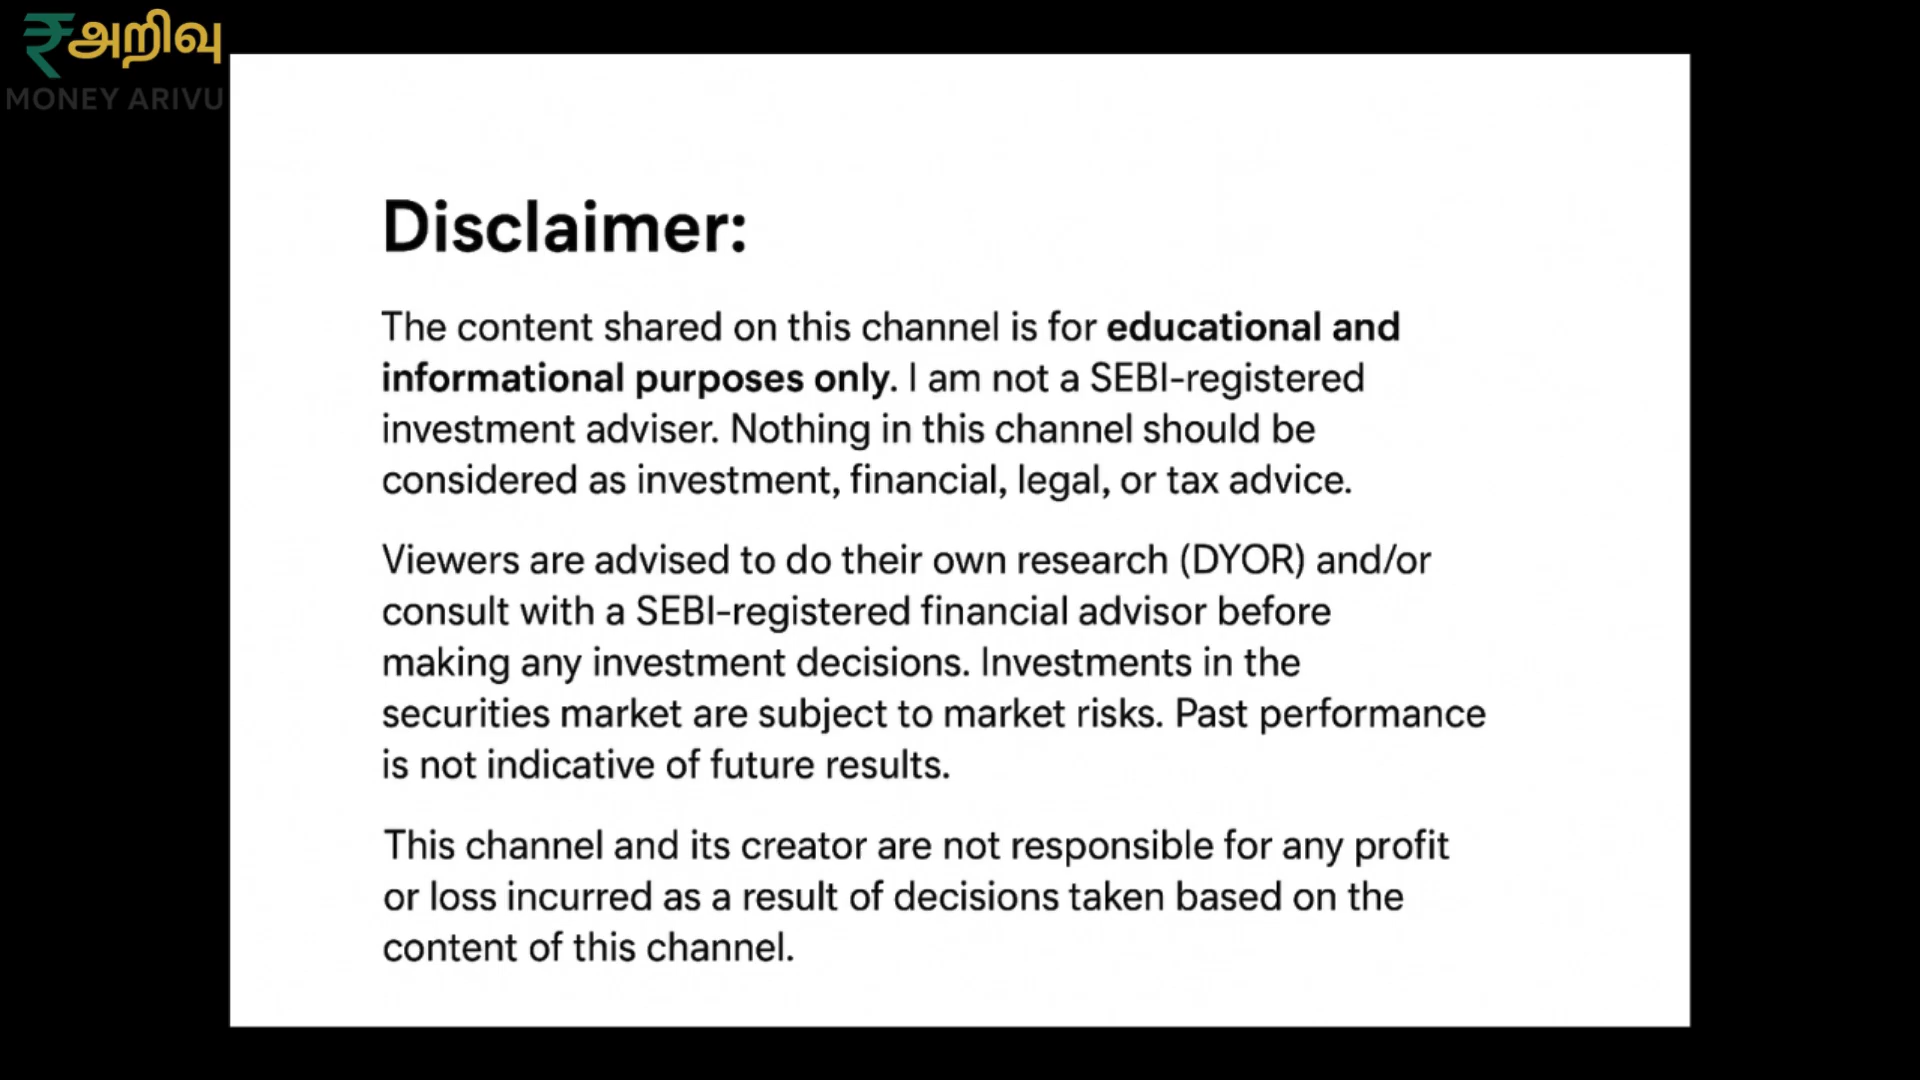 ₹அறிவு
MONEY ARIVU
Disclaimer:
The content shared on this channel is for educational and
informational purposes only. I am not a SEBI-registered
investment adviser. Nothing in this channel should be
considered as investment, financial, legal, or tax advice.
Viewers are advised to do their own research (DYOR) and/or
consult with a SEBI-registered financial advisor before
making any investment decisions. Investments in the
securities market are subject to market risks. Past performance
is not indicative of future results.
This channel and its creator are not responsible for any profit
or loss incurred as a result of decisions taken based on the
content of this channel.